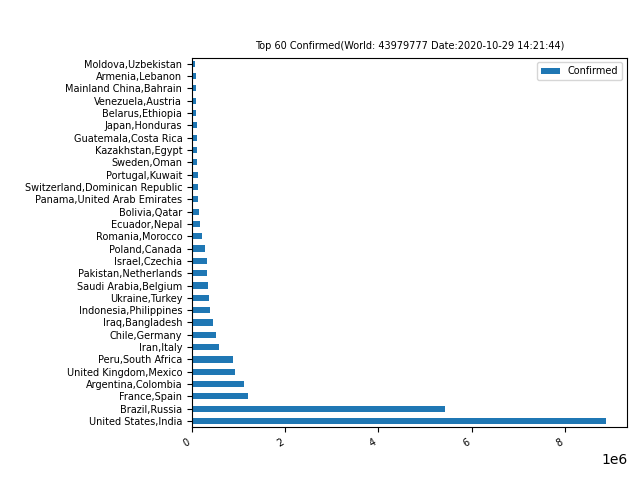 Top 60 Confirmed(World: 43979777 Date:2020-10-29 14:21:44)
Confirmed
Moldova,Uzbekistan
Armenia,Lebanon
Mainland China,Bahrain
Venezuela,Austria
Belarus,Ethiopia
Japan,Honduras
Guatemala,Costa Rica
Kazakhstan,Egypt
Sweden,Oman
Portugal,Kuwait
Switzerland,Dominican Republic
Panama,United Arab Emirates
Bolivia,Qatar
Ecuador,Nepal
Romania,Morocco
Poland,Canada
Israel,Czechia
Pakistan,Netherlands
Saudi Arabia,Belgium
Ukraine,Turkey
Indonesia,Philippines
Iraq,Bangladesh
Chile,Germany
Iran,Italy
Peru,South Africa
United Kingdom,Mexico
Argentina,Colombia
France,Spain
Brazil,Russia
United States,India
0 2 4 6 8
1e6